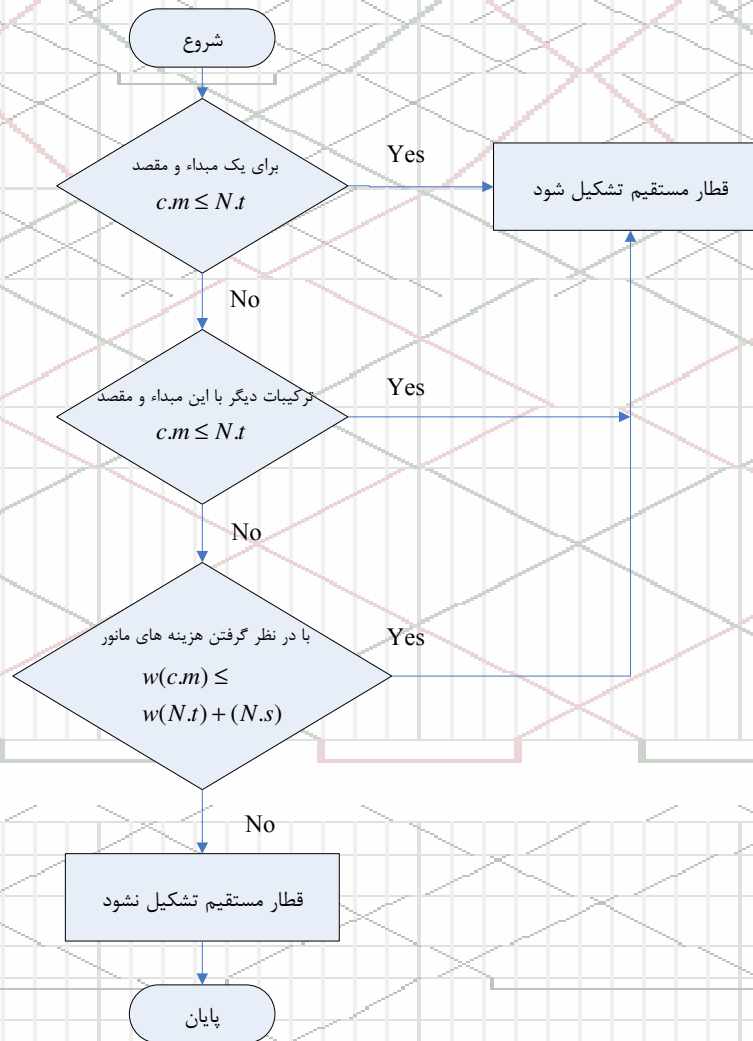 شروع
برای یک مبداء و مقصد
c.m ≤ N.t
Yes
قطار مستقیم تشکیل شود
No
ترکیبات دیگر با این مبداء و مقصد
c.m ≤ N.t
Yes
No
با در نظر گرفتن هزینه های مانور
w(c.m) ≤
w(N.t) + (N.s)
Yes
No
قطار مستقیم تشکیل نشود
پایان